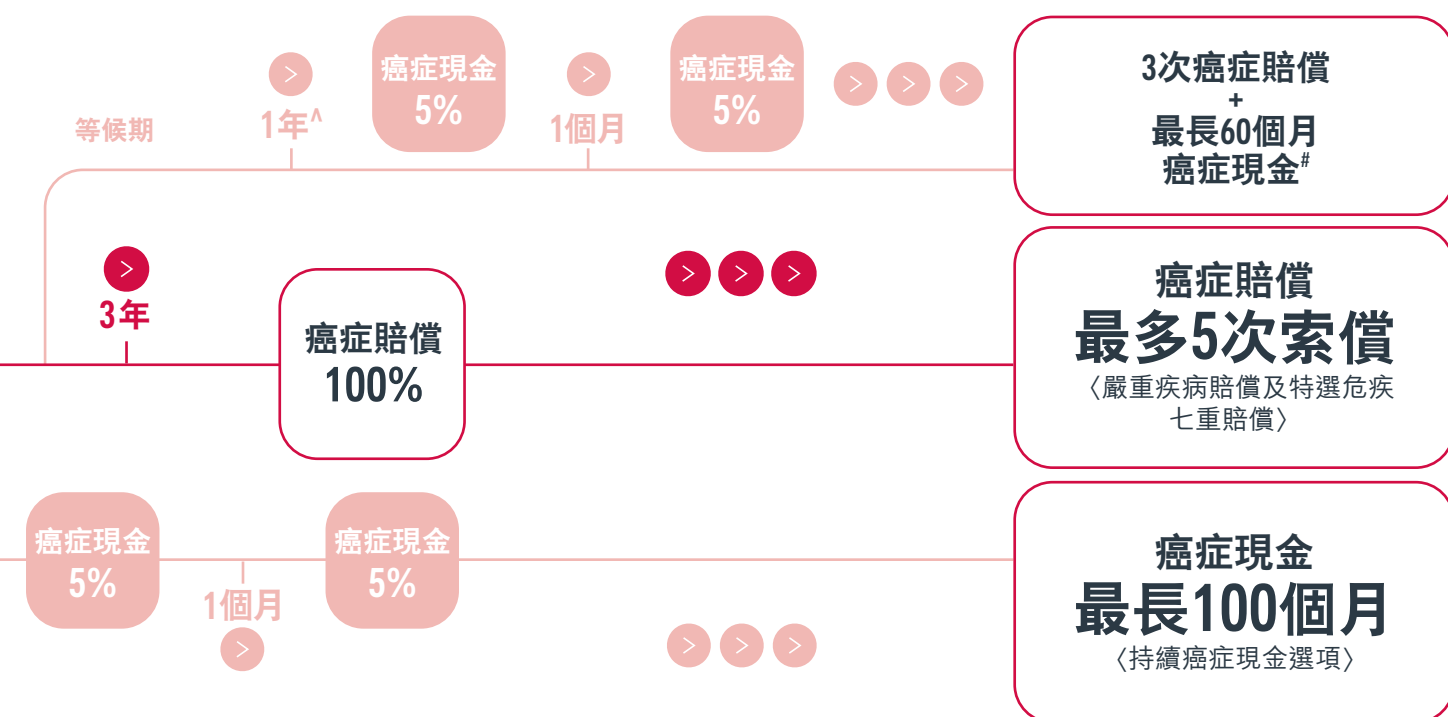 等候期
1年^
癌症現金
5%
1個月
癌症現金
5%
3次癌症賠償
+
最長60個月
癌症現金#
3年
癌症賠償
100%
癌症賠償
最多5次索償
〈嚴重疾病賠償及特選危疾
七重賠償〉
癌症現金
5%
1個月
癌症現金
5%
癌症現金
最長100個月
〈持續癌症現金選項〉